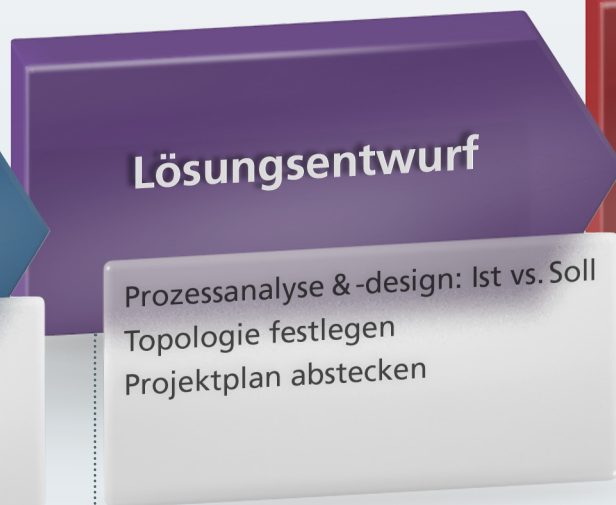 Lösungsentwurf
Prozessanalyse & -design: Ist vs. Soll
Topologie festlegen
Projektplan abstecken